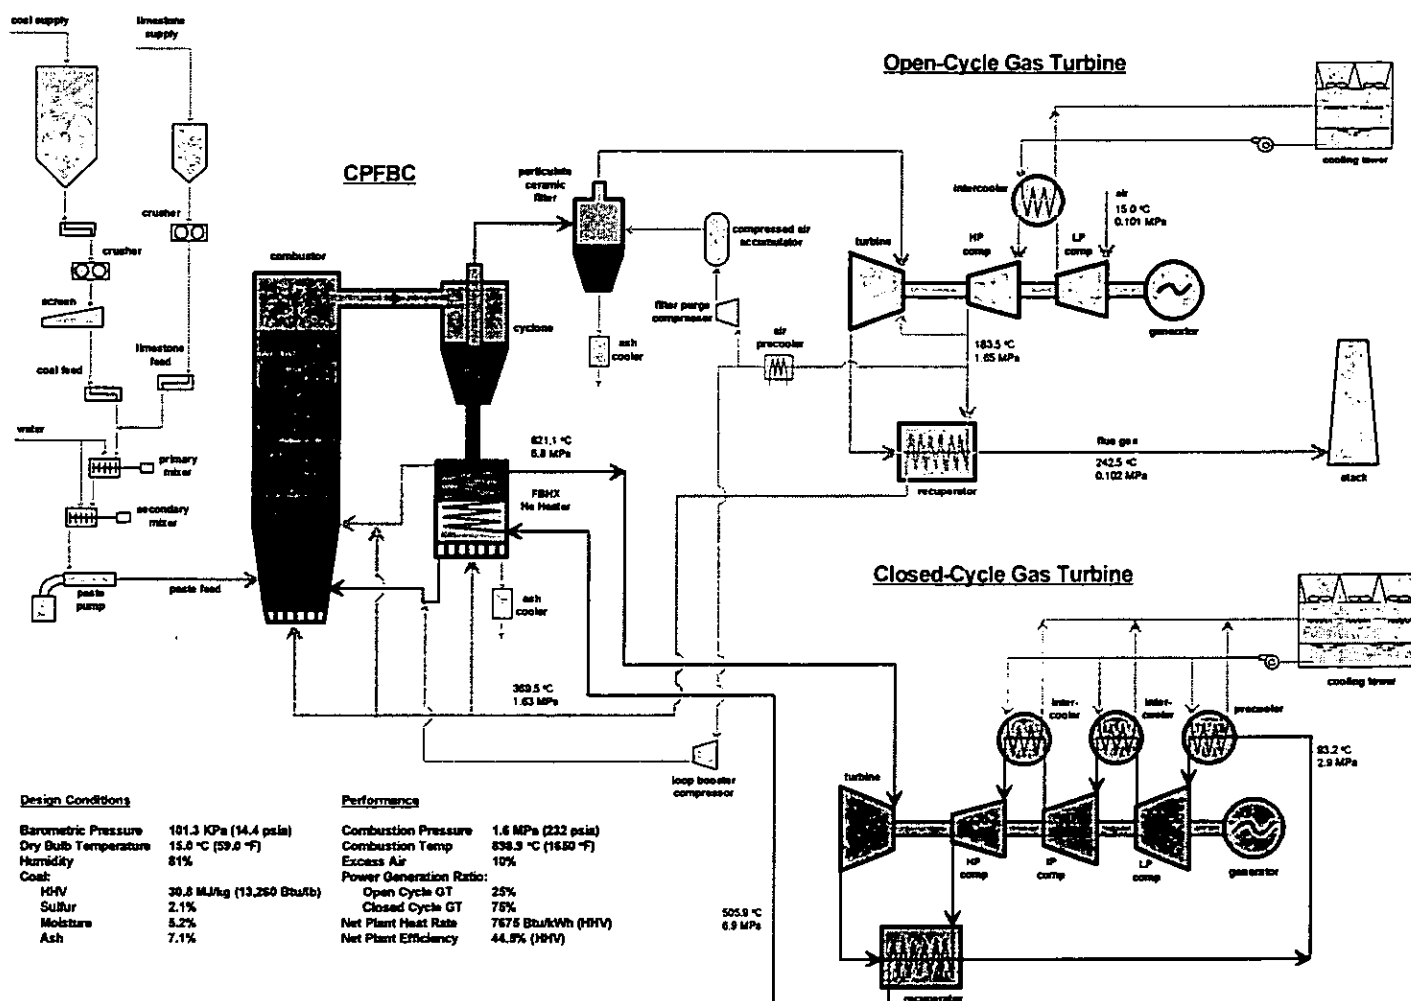 coal supply
limestone
supply
Open-Cycle Gas Turbine
cooling tower
CPFBC
particulate
ceramic
filter
intercooler
air
15.0 °C
0.101 MPa
crusher
crusher
compressed air
accumulator
turbine
HP
comp
LP
comp
combustor
screen
filter purge
compressor
generator
cyclone
limestone
feed
ash
cooler
air
precooler
183.5 °C
1.65 MPa
coal feed
water
621.1 °C
6.8 MPa
flue gas
242.5 °C
0.102 MPa
primary
mixer
recuperator
stack
FBHX
He Heater
secondary
mixer
Closed-Cycle Gas Turbine
paste
pump
paste feed
ash
cooler
cooling tower
369.5 °C
1.63 MPa
inter-
cooler
inter-
cooler
precooler
93.2 °C
2.9 MPa
loop booster
compressor
turbine
HP
comp
IP
comp
LP
comp
generator
Design Conditions
Barometric Pressure 101.3 KPa (14.4 psia)
Dry Bulb Temperature 15.0 °C (59.0 °F)
Humidity 81%
Coal:
HHV 30.8 MJ/kg (13,260 Btu/lb)
Sulfur 2.1%
Moisture 5.2%
Ash 7.1%
Performance
Combustion Pressure 1.6 MPa (232 psia)
Combustion Temp 898.9 °C (1650 °F)
Excess Air 10%
Power Generation Ratio:
Open Cycle GT 25%
Closed Cycle GT 75%
Net Plant Heat Rate 7675 Btu/kWh (HHV)
Net Plant Efficiency 44.5% (HHV)
505.9 °C
6.9 MPa
recuperator